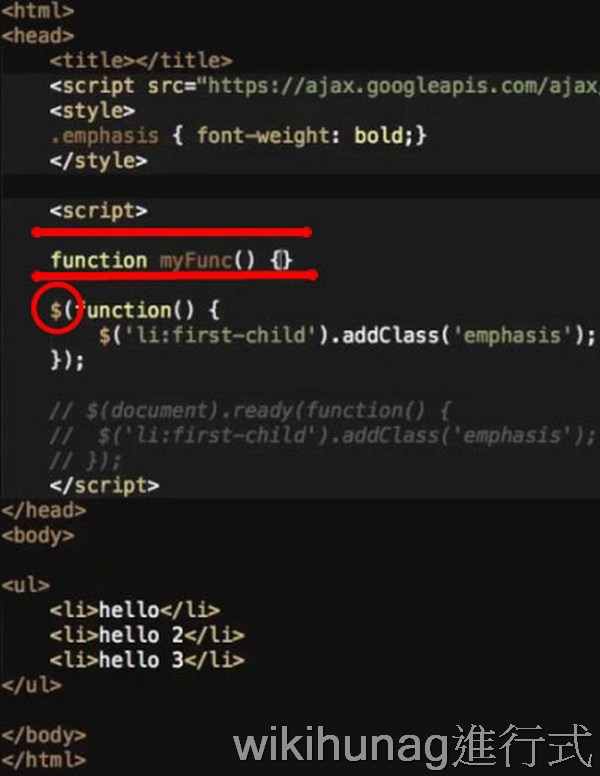 <html>
<head>
<title></title>
<script src="https://ajax.googleapis.com/ajax/
<style>
.emphasis { font-weight: bold;}
</style>
<script>
function myFunc() {}
$(function() {
$('li:first-child').addClass('emphasis');
});
// $(document).ready(function() {
//  $('li:first-child').addClass('emphasis');
// });
</script>
</head>
<body>
<ul>
<li>hello</li>
<li>hello 2</li>
<li>hello 3</li>
</ul>
</body>
</html>
wikihunag進行式